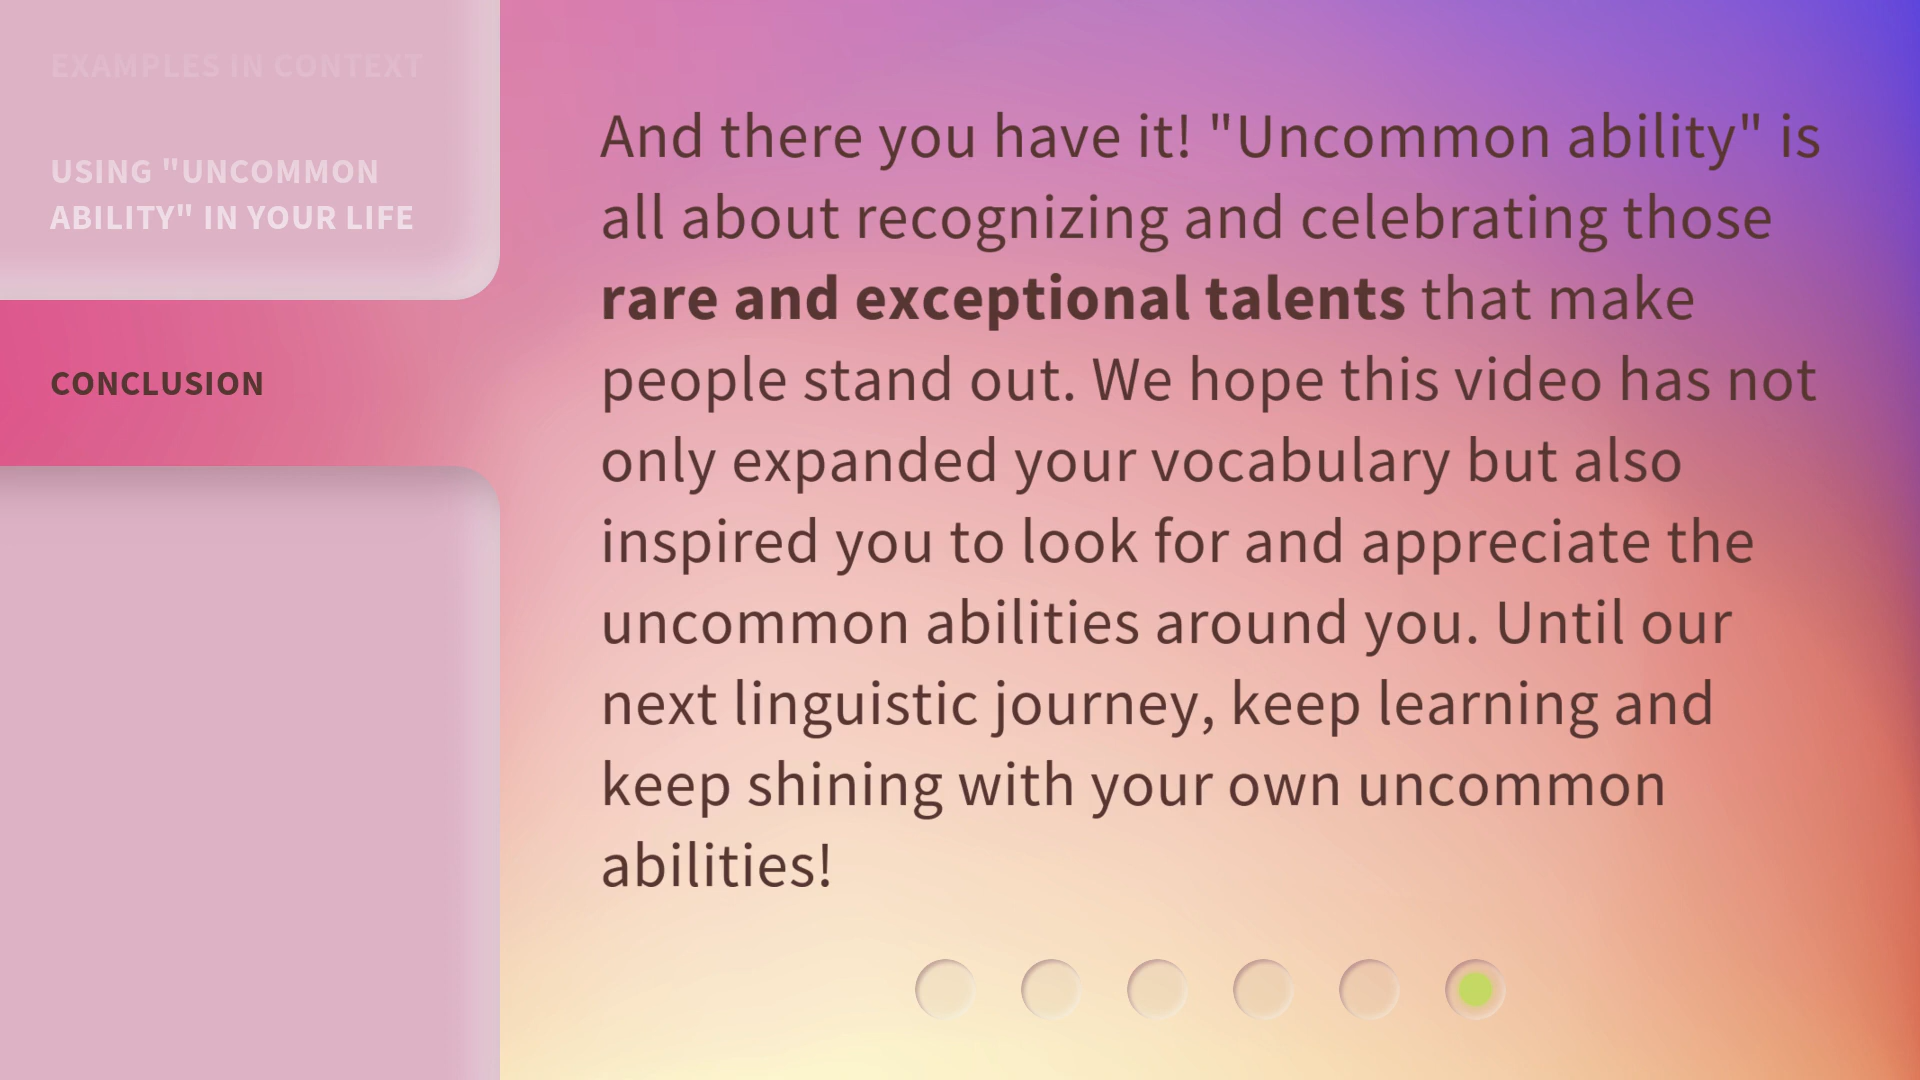 EXAMPLES IN CONTEXT
USING "UNCOMMON
ABILITY" IN YOUR LIFE
CONCLUSION
And there you have it! "Uncommon ability" is
all about recognizing and celebrating those
rare and exceptional talents that make
people stand out. We hope this video has not
only expanded your vocabulary but also
inspired you to look for and appreciate the
uncommon abilities around you. Until our
next linguistic journey, keep learning and
keep shining with your own uncommon
abilities!